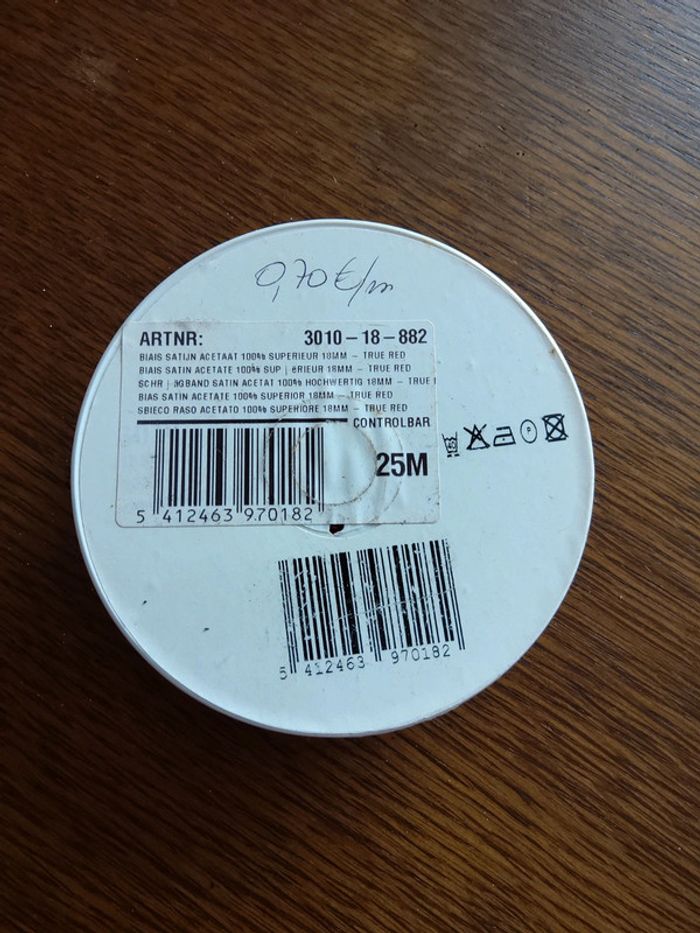 0,70 €/m
ARTNR: 3010-18-882
BIAIS SATIJN ACETAAT 100% SUPERIEUR 18MM - TRUE RED
BIAIS SATIN ACETATE 100% SUP|éRIEUR 18MM - TRUE RED
SCHR|äGBAND SATIN ACETAT 100% HOCHWERTIG 18MM - TRUE
BIAS SATIN ACETATE 100% SUPERIOR 18MM - TRUE RED
SBIECO RASO ACETATO 100% SUPERIORE 18MM - TRUE RED
CONTROLBAR
25M
5 412463 970182
P
5 412463 970182